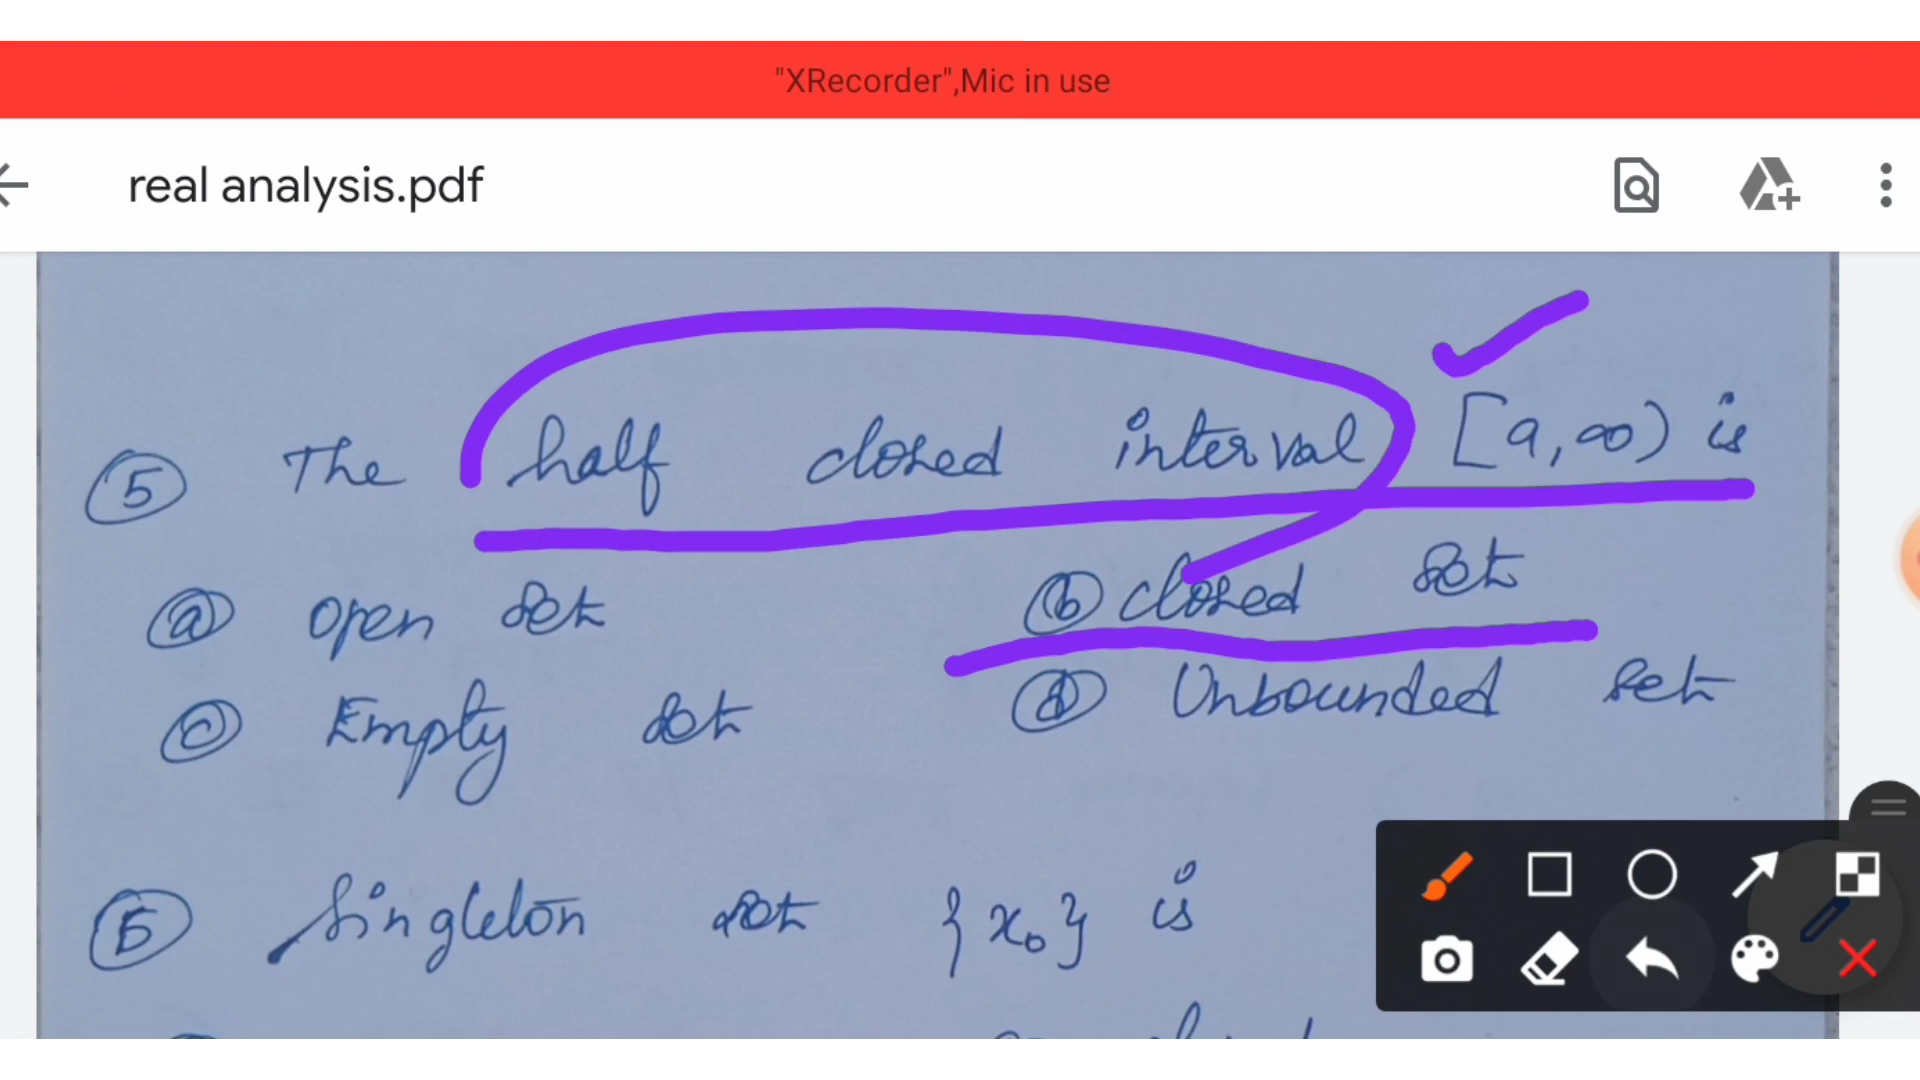 "XRecorder",Mic in use
real analysis.pdf
5 The half closed interval [a,∞) is
a open set b closed set
c Empty set d Unbounded set
6 Singleton set {x₀} is